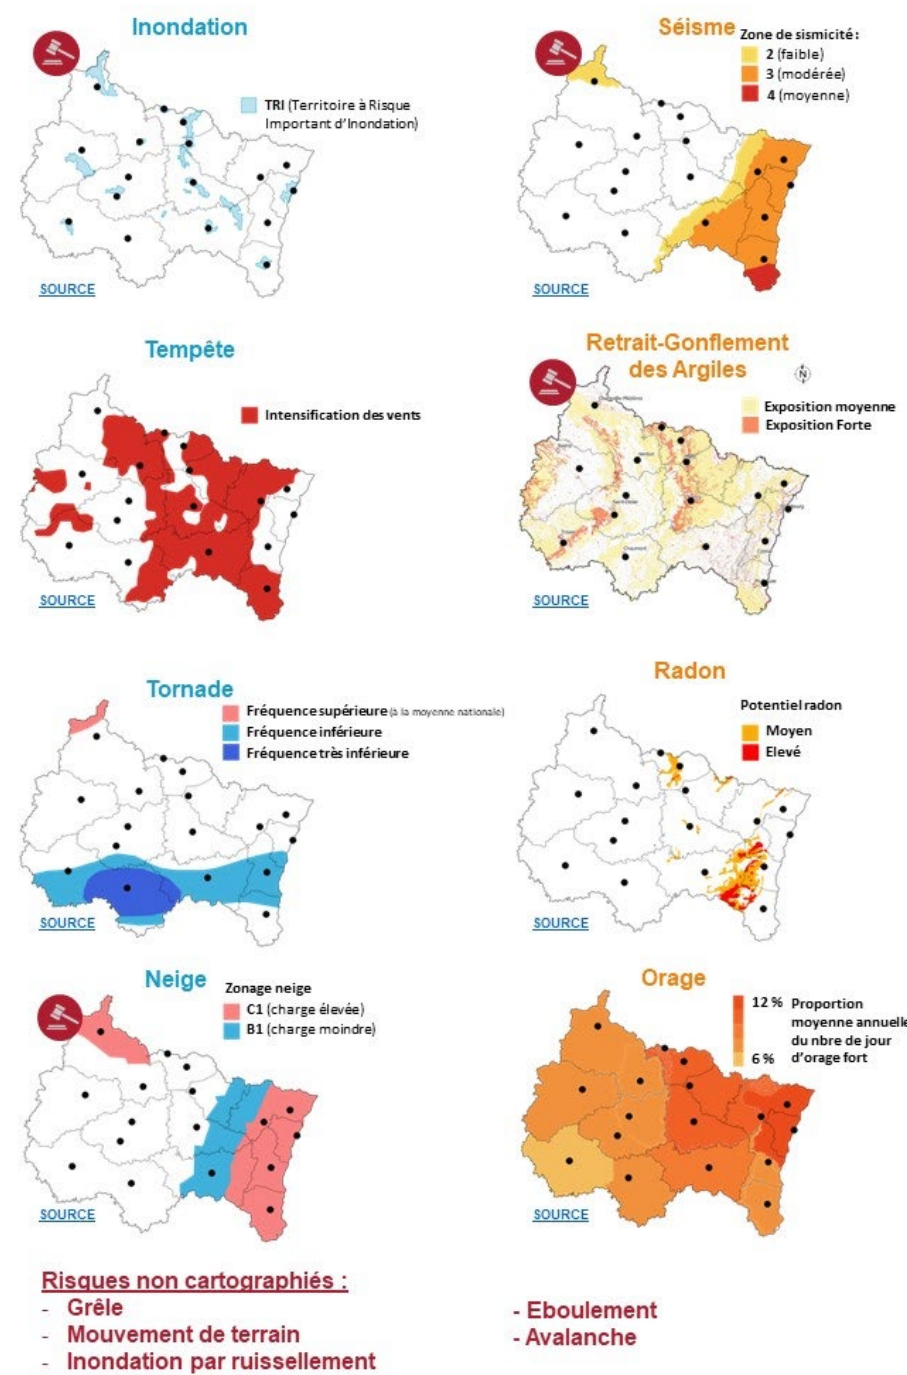 Inondation
TRI (Territoire à Risque
Important d'Inondation)
SOURCE
Séisme
Zone de sismicité :
2 (faible)
3 (modérée)
4 (moyenne)
SOURCE
Tempête
Intensification des vents
SOURCE
Retrait-Gonflement
des Argiles
N
Exposition moyenne
Exposition Forte
SOURCE
Tornade
Fréquence supérieure (à la moyenne nationale)
Fréquence inférieure
Fréquence très inférieure
SOURCE
Radon
Potentiel radon
Moyen
Elevé
SOURCE
Neige
Zonage neige
C1 (charge élevée)
B1 (charge moindre)
SOURCE
Orage
12 % Proportion
moyenne annuelle
du nbre de jour
6 % d'orage fort
SOURCE
Risques non cartographiés :
- Grêle
- Mouvement de terrain
- Inondation par ruissellement
- Eboulement
- Avalanche